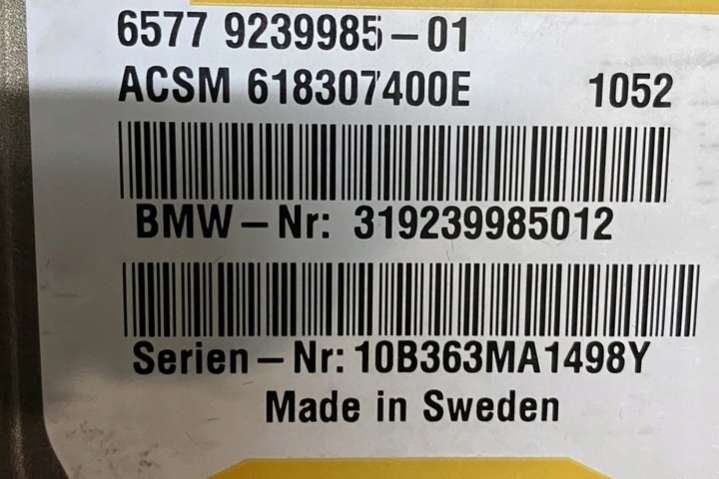 6577 9239985-01
ACSM 618307400E 1052
BMW-Nr: 319239985012
Serien-Nr: 10B363MA1498Y
Made in Sweden